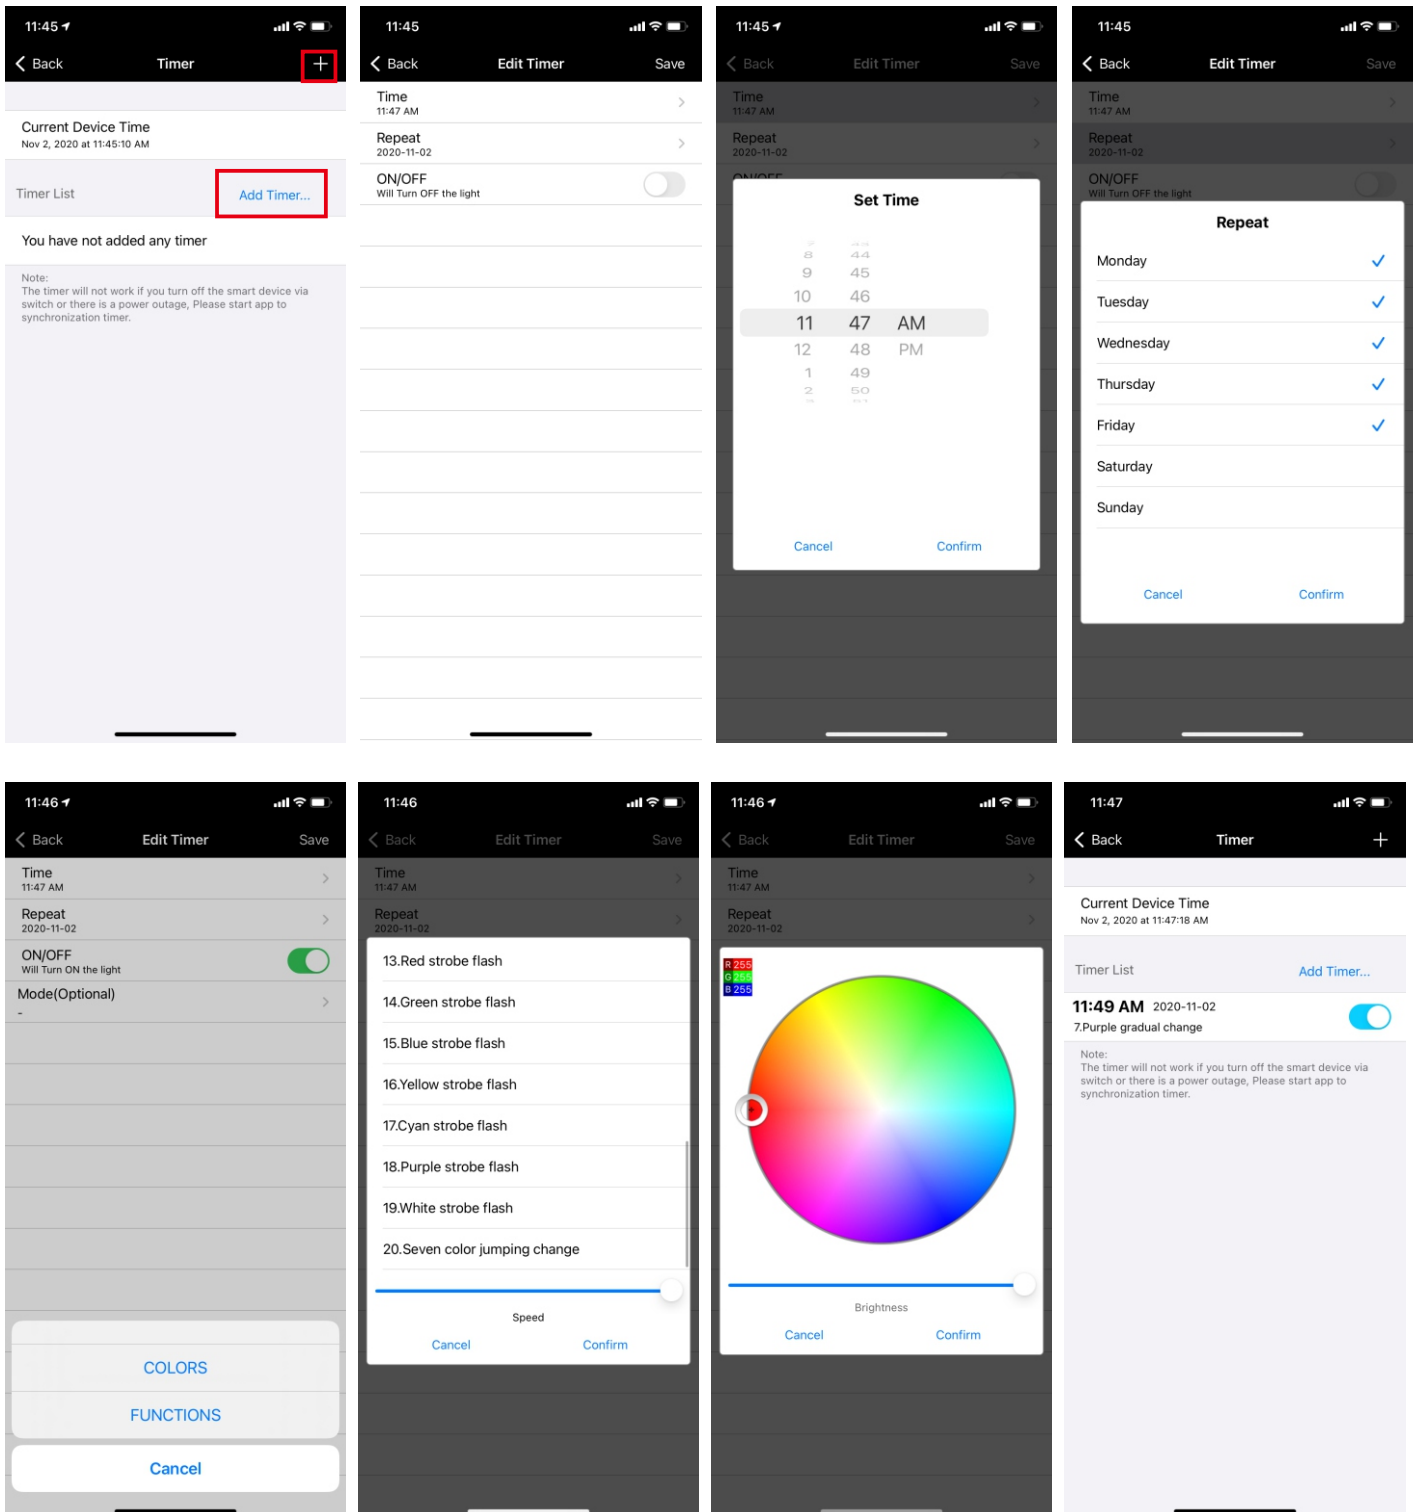 11:45
Back
Timer
+
Current Device Time
Nov 2, 2020 at 11:45:10 AM
Timer List
Add Timer...
You have not added any timer
Note:
The timer will not work if you turn off the smart device via
switch or there is a power outage, Please start app to
synchronization timer.
11:45
Back
Edit Timer
Save
Time
11:47 AM
Repeat
2020-11-02
ON/OFF
Will Turn OFF the light
11:45
Back
Edit Timer
Save
Time
11:47 AM
Repeat
2020-11-02
ON/OFF
Set Time
8 44
9 45
10 46
11 47 AM
12 48 PM
1 49
2 50
Cancel
Confirm
11:45
Back
Edit Timer
Save
Time
11:47 AM
Repeat
2020-11-02
ON/OFF
Will Turn OFF the light
Repeat
Monday
Tuesday
Wednesday
Thursday
Friday
Saturday
Sunday
Cancel
Confirm
11:46
Back
Edit Timer
Save
Time
11:47 AM
Repeat
2020-11-02
ON/OFF
Will Turn ON the light
Mode(Optional)
-
COLORS
FUNCTIONS
Cancel
11:46
Back
Edit Timer
Save
Time
11:47 AM
Repeat
2020-11-02
13.Red strobe flash
14.Green strobe flash
15.Blue strobe flash
16.Yellow strobe flash
17.Cyan strobe flash
18.Purple strobe flash
19.White strobe flash
20.Seven color jumping change
Speed
Cancel
Confirm
11:46
Back
Edit Timer
Save
Time
11:47 AM
Repeat
2020-11-02
R 255
G 255
B 255
Brightness
Cancel
Confirm
11:47
Back
Timer
+
Current Device Time
Nov 2, 2020 at 11:47:18 AM
Timer List
Add Timer...
11:49 AM 2020-11-02
7.Purple gradual change
Note:
The timer will not work if you turn off the smart device via
switch or there is a power outage, Please start app to
synchronization timer.